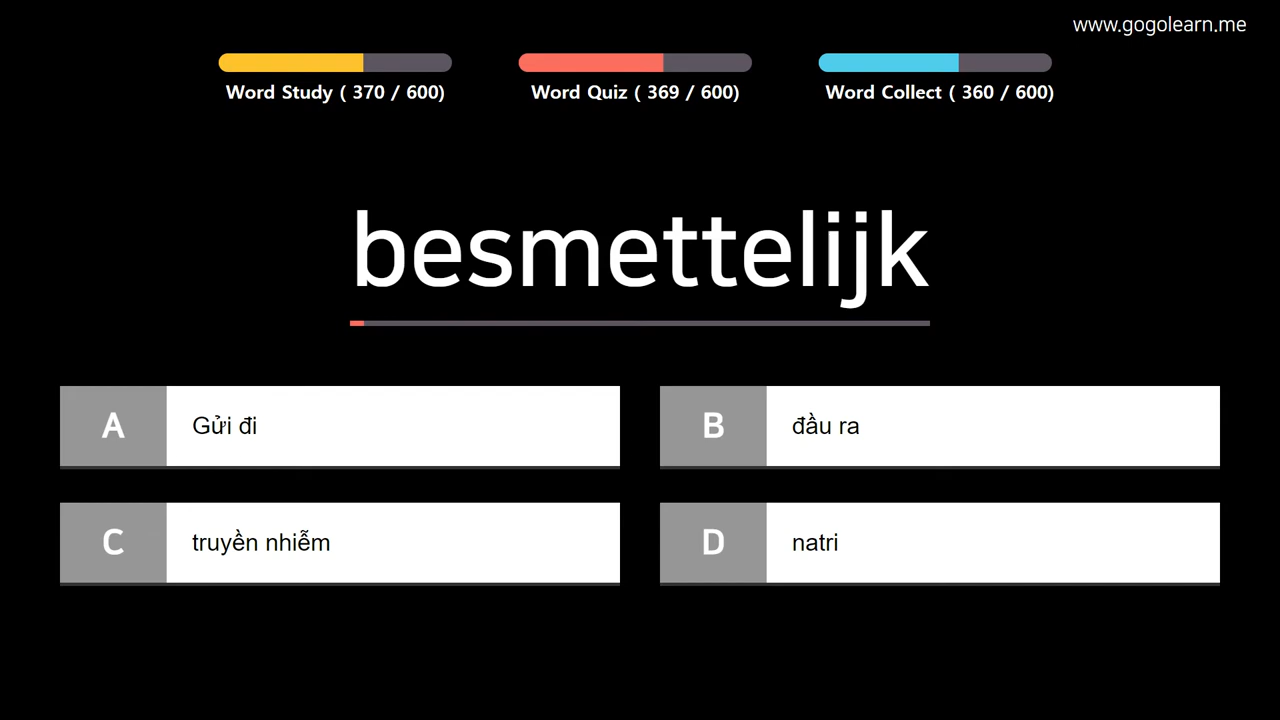 www.gogolearn.me
Word Study ( 370 / 600)
Word Quiz ( 369 / 600)
Word Collect ( 360 / 600)
besmettelijk
A Gửi đi
B đầu ra
C truyền nhiễm
D natri